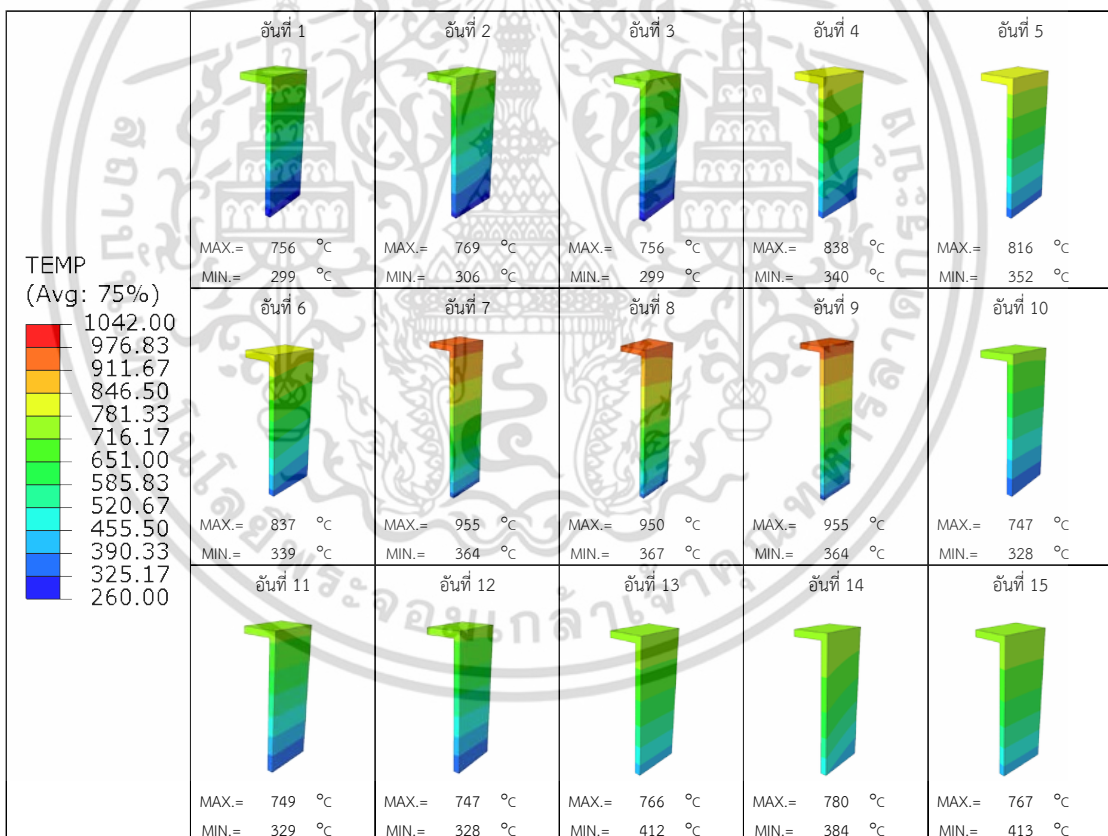 อันที่ 1
อันที่ 2
อันที่ 3
อันที่ 4
อันที่ 5
MAX.= 756 °C
MAX.= 769 °C
MAX.= 756 °C
MAX.= 838 °C
MAX.= 816 °C
MIN.= 299 °C
MIN.= 306 °C
MIN.= 299 °C
MIN.= 340 °C
MIN.= 352 °C
TEMP
(Avg: 75%)
1042.00
976.83
911.67
846.50
781.33
716.17
651.00
585.83
520.67
455.50
390.33
325.17
260.00
อันที่ 6
อันที่ 7
อันที่ 8
อันที่ 9
อันที่ 10
MAX.= 837 °C
MAX.= 955 °C
MAX.= 950 °C
MAX.= 955 °C
MAX.= 747 °C
MIN.= 339 °C
MIN.= 364 °C
MIN.= 367 °C
MIN.= 364 °C
MIN.= 328 °C
อันที่ 11
อันที่ 12
อันที่ 13
อันที่ 14
อันที่ 15
MAX.= 749 °C
MAX.= 747 °C
MAX.= 766 °C
MAX.= 780 °C
MAX.= 767 °C
MIN.= 329 °C
MIN.= 328 °C
MIN.= 412 °C
MIN.= 384 °C
MIN.= 413 °C